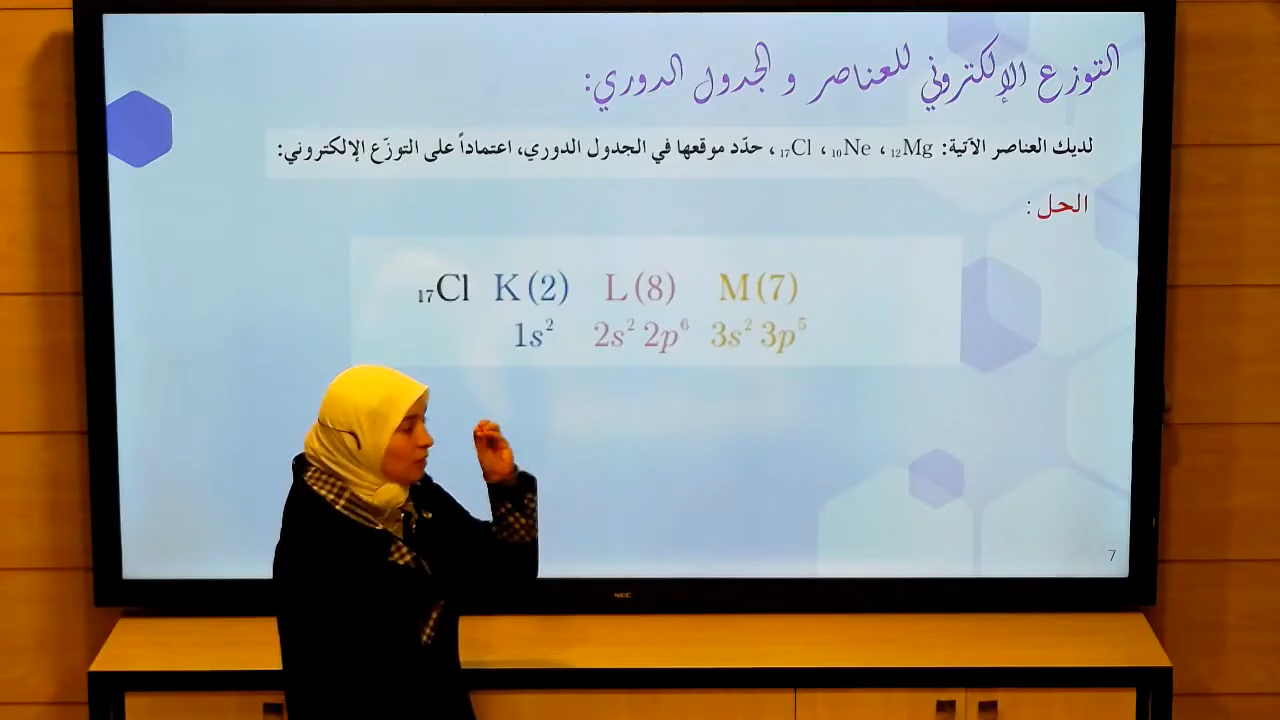 التوزع الإلكتروني للعناصر و الجدول الدوري:
لديك العناصر الآتية: ₁₂Mg ، ₁₀Ne ، ₁₇Cl ، حدّد موقعها في الجدول الدوري، اعتماداً على التوزّع الإلكتروني:
الحل :
₁₇Cl K (2) L (8) M (7)
1s² 2s² 2p⁶ 3s² 3p⁵
7
NEC